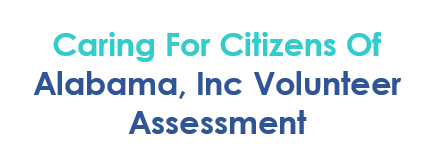 Caring For Citizens Of
Alabama, Inc Volunteer
Assessment